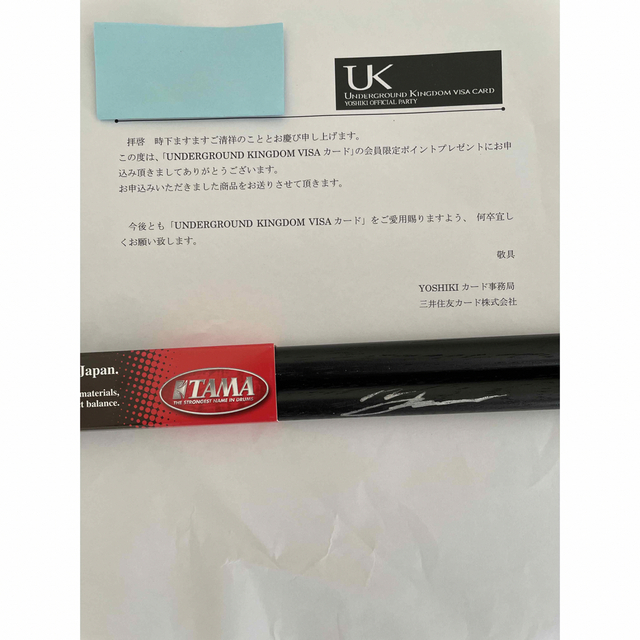 UK
UNDERGROUND KINGDOM VISA CARD
YOSHIKI OFFICIAL PARTY
拝啓　時下ますますご清祥のこととお慶び申し上げます。
この度は、「UNDERGROUND KINGDOM VISA カード」の会員限定ポイントプレゼントにお申
込み頂きましてありがとうございます。
お申込みいただきました商品をお送りさせて頂きます。
今後とも「UNDERGROUND KINGDOM VISA カード」をご愛用賜りますよう、何卒宜し
くお願い致します。
敬具
YOSHIKI カード事務局
三井住友カード株式会社
Japan.
materials,
t balance.
TAMA
THE STRONGEST NAME IN DRUMS